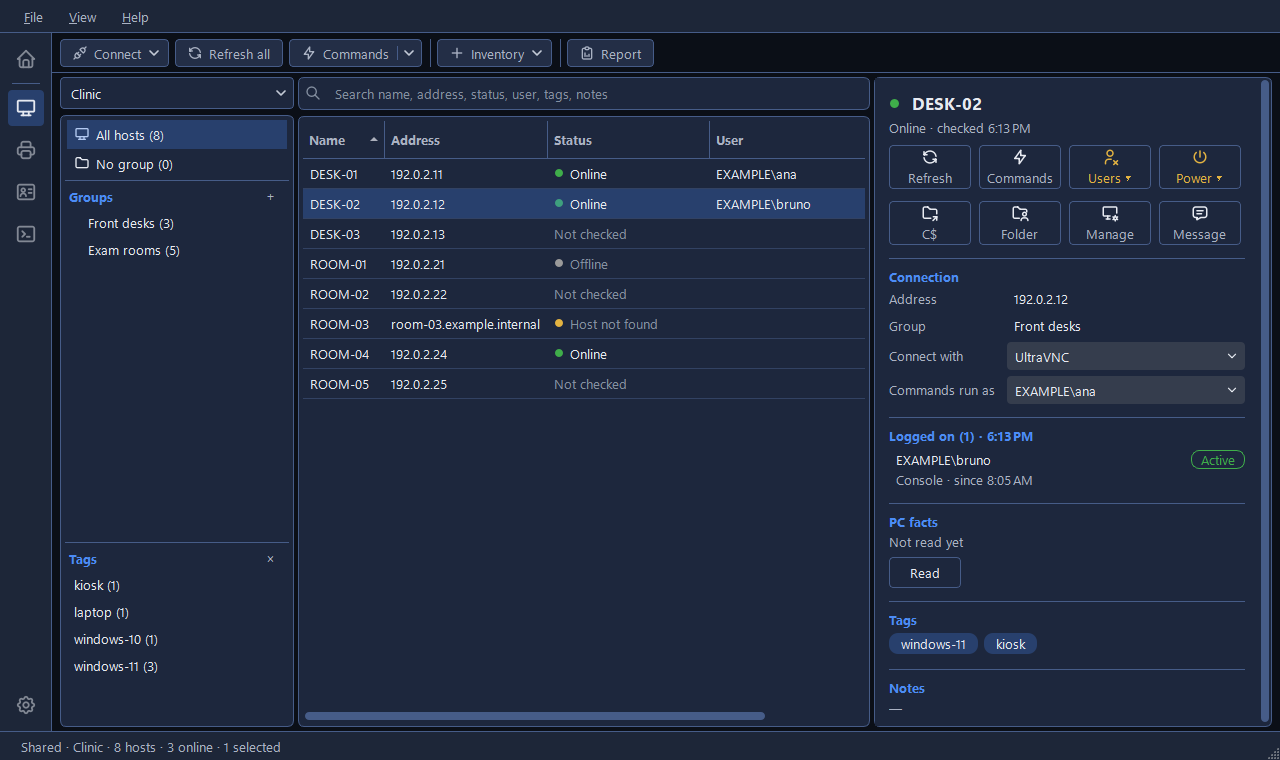 File View Help
Connect Refresh all Commands Inventory Report
Clinic
Search name, address, status, user, tags, notes
All hosts (8)
No group (0)
Groups +
Front desks (3)
Exam rooms (5)
Tags ×
kiosk (1)
laptop (1)
windows-10 (1)
windows-11 (3)
Name Address Status User
DESK-01 192.0.2.11 Online EXAMPLE\ana
DESK-02 192.0.2.12 Online EXAMPLE\bruno
DESK-03 192.0.2.13 Not checked
ROOM-01 192.0.2.21 Offline
ROOM-02 192.0.2.22 Not checked
ROOM-03 room-03.example.internal Host not found
ROOM-04 192.0.2.24 Online
ROOM-05 192.0.2.25 Not checked
DESK-02
Online · checked 6:13 PM
Refresh Commands Users Power
C$ Folder Manage Message
Connection
Address 192.0.2.12
Group Front desks
Connect with UltraVNC
Commands run as EXAMPLE\ana
Logged on (1) · 6:13 PM
EXAMPLE\bruno Active
Console · since 8:05 AM
PC facts
Not read yet
Read
Tags
windows-11 kiosk
Notes
—
Shared · Clinic · 8 hosts · 3 online · 1 selected